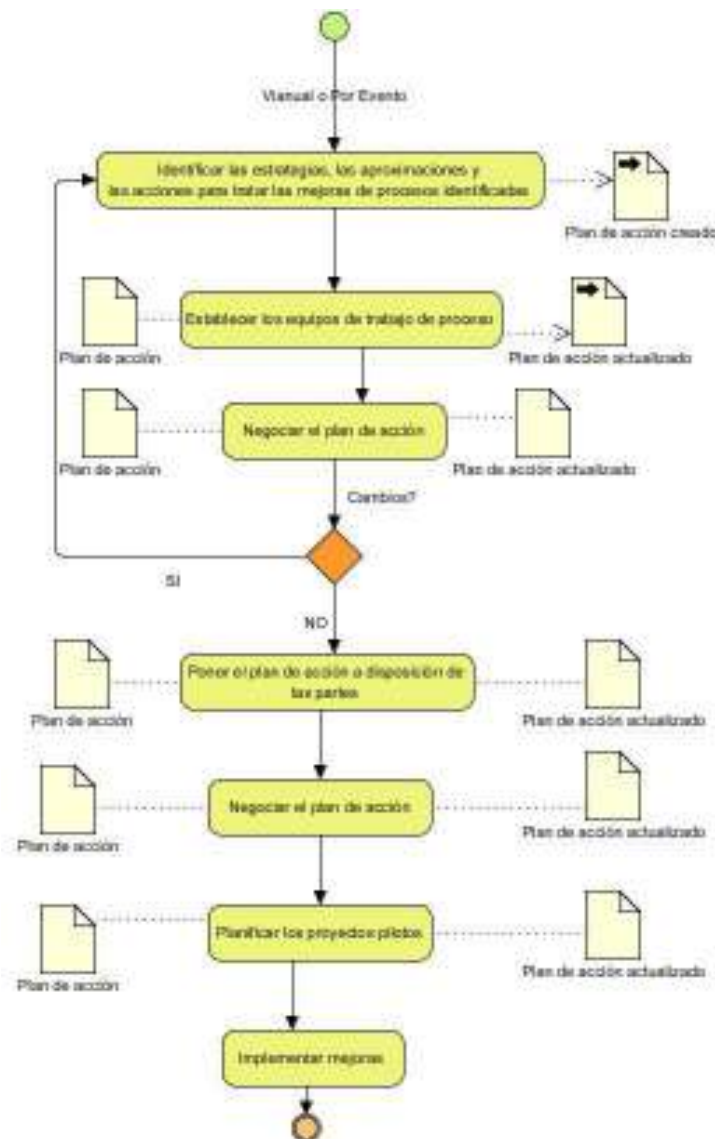 Manual o Por Evento
Identificar las estrategias, las aproximaciones y
las acciones para tratar las mejoras de procesos identificadas
Plan de acción creado
Establecer los equipos de trabajo de proceso
Plan de acción
Plan de acción actualizado
Negociar el plan de acción
Plan de acción
Plan de acción actualizado
Cambios?
SI
NO
Poner el plan de acción a disposición de
las partes
Plan de acción
Plan de acción actualizado
Negociar el plan de acción
Plan de acción
Plan de acción actualizado
Planificar los proyectos pilotos
Plan de acción
Plan de acción actualizado
Implementar mejoras